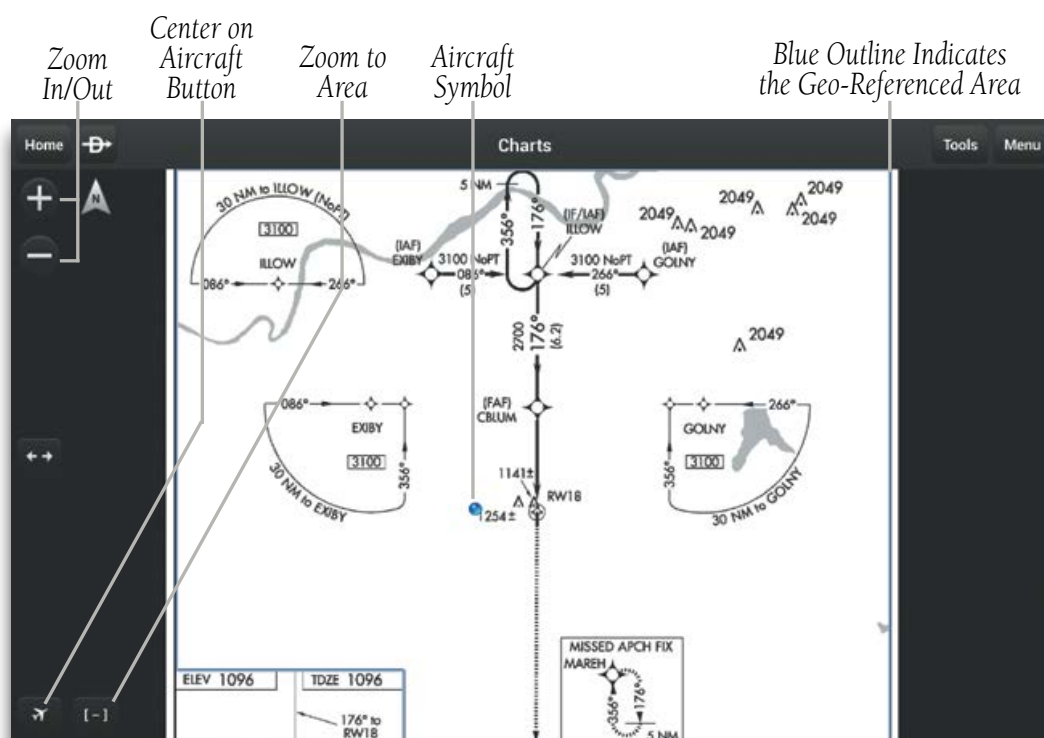 Zoom
In/Out
Center on
Aircraft
Button
Zoom to
Area
Aircraft
Symbol
Blue Outline Indicates
the Geo-Referenced Area
Home
D
Charts
Tools
Menu
N
30 NM to ILLOW (NoPT)
3100
ILLOW
086°
266°
5 NM
356°
176°
(IF/IAF)
ILLOW
(IAF)
EXIBY
3100 NoPT
086°
(5)
3100 NoPT
266°
(5)
(IAF)
GOLNY
2049
2049
2049
2049
2049
2700
176°
(6.2)
2049
086°
EXIBY
3100
356°
30 NM to EXIBY
(FAF)
CBLUM
266°
GOLNY
3100
356°
30 NM to GOLNY
1141±
RW18
1254±
MISSED APCH FIX
MAREH
356°
176°
5 NM
ELEV 1096
TDZE 1096
176° to
RW18
[-]